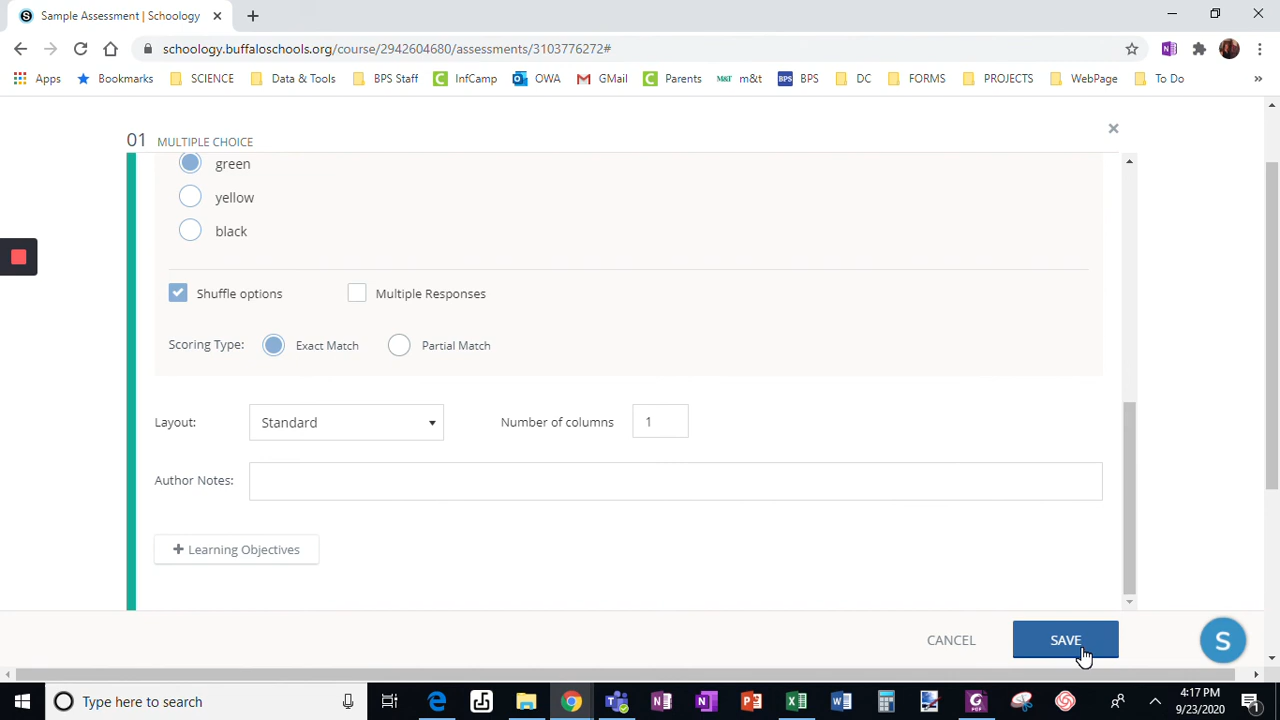 Sample Assessment | Schoology
schoology.buffaloschools.org/course/2942604680/assessments/3103776272#
Apps Bookmarks SCIENCE Data & Tools BPS Staff C InfCamp OWA GMail C Parents M&T m&t BPS BPS DC FORMS PROJECTS WebPage To Do »
01 MULTIPLE CHOICE
green
yellow
black
Shuffle options Multiple Responses
Scoring Type: Exact Match Partial Match
Layout: Standard Number of columns 1
Author Notes:
+ Learning Objectives
CANCEL SAVE S
Type here to search
4:17 PM
9/23/2020 1